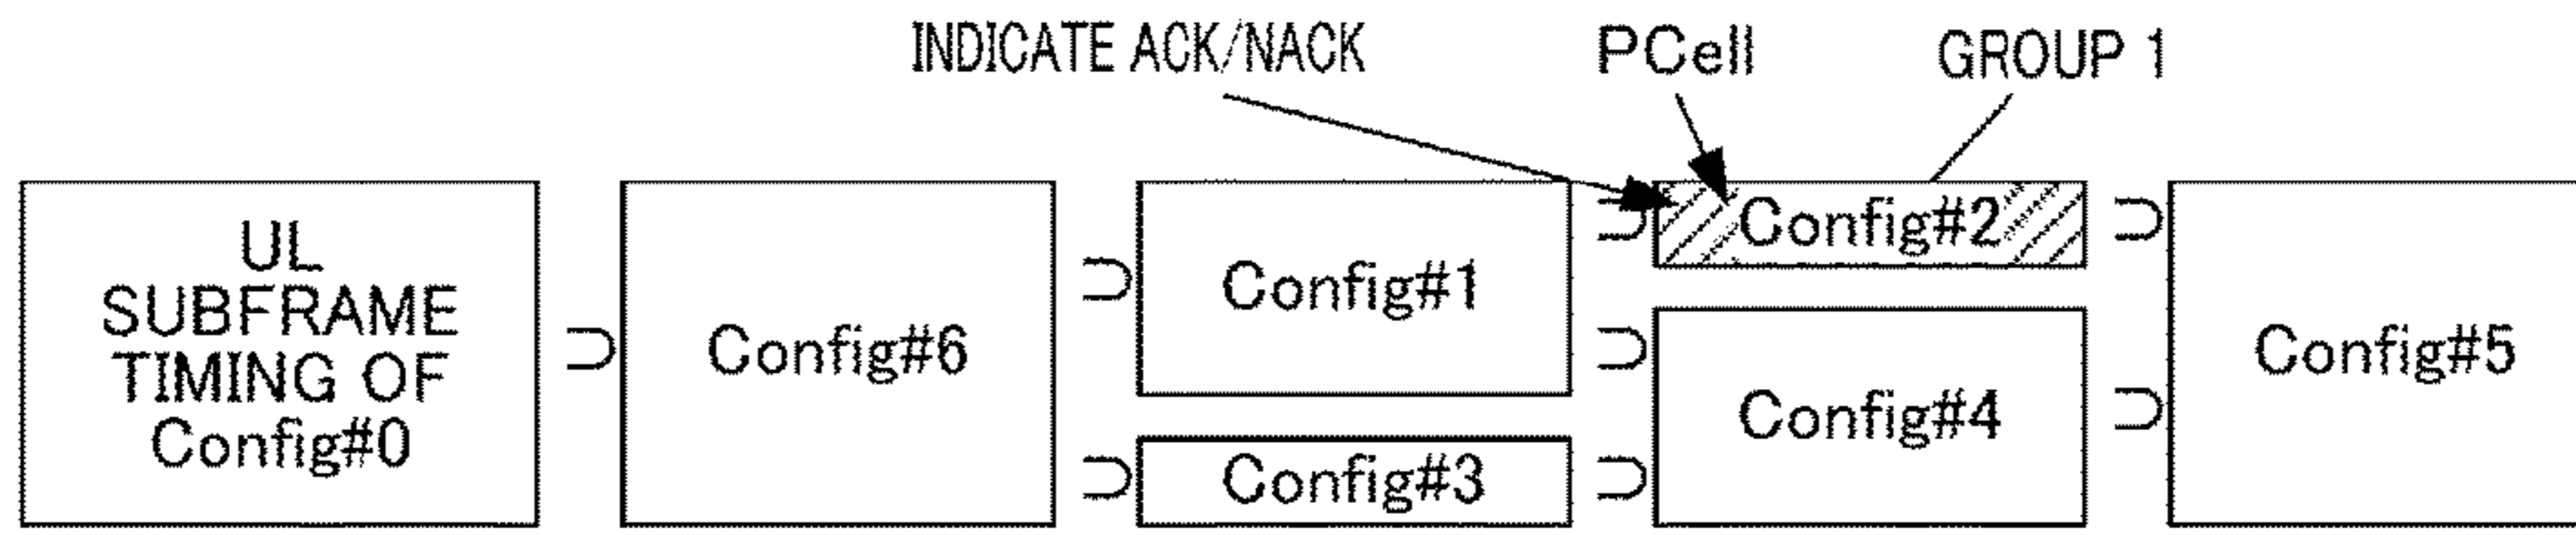 INDICATE ACK/NACK
PCell
GROUP 1
UL
SUBFRAME
TIMING OF
Config#0
⊃
Config#6
⊃
Config#1
⊃
Config#3
⊃
Config#2
⊃
⊃
Config#4
⊃
⊃
Config#5